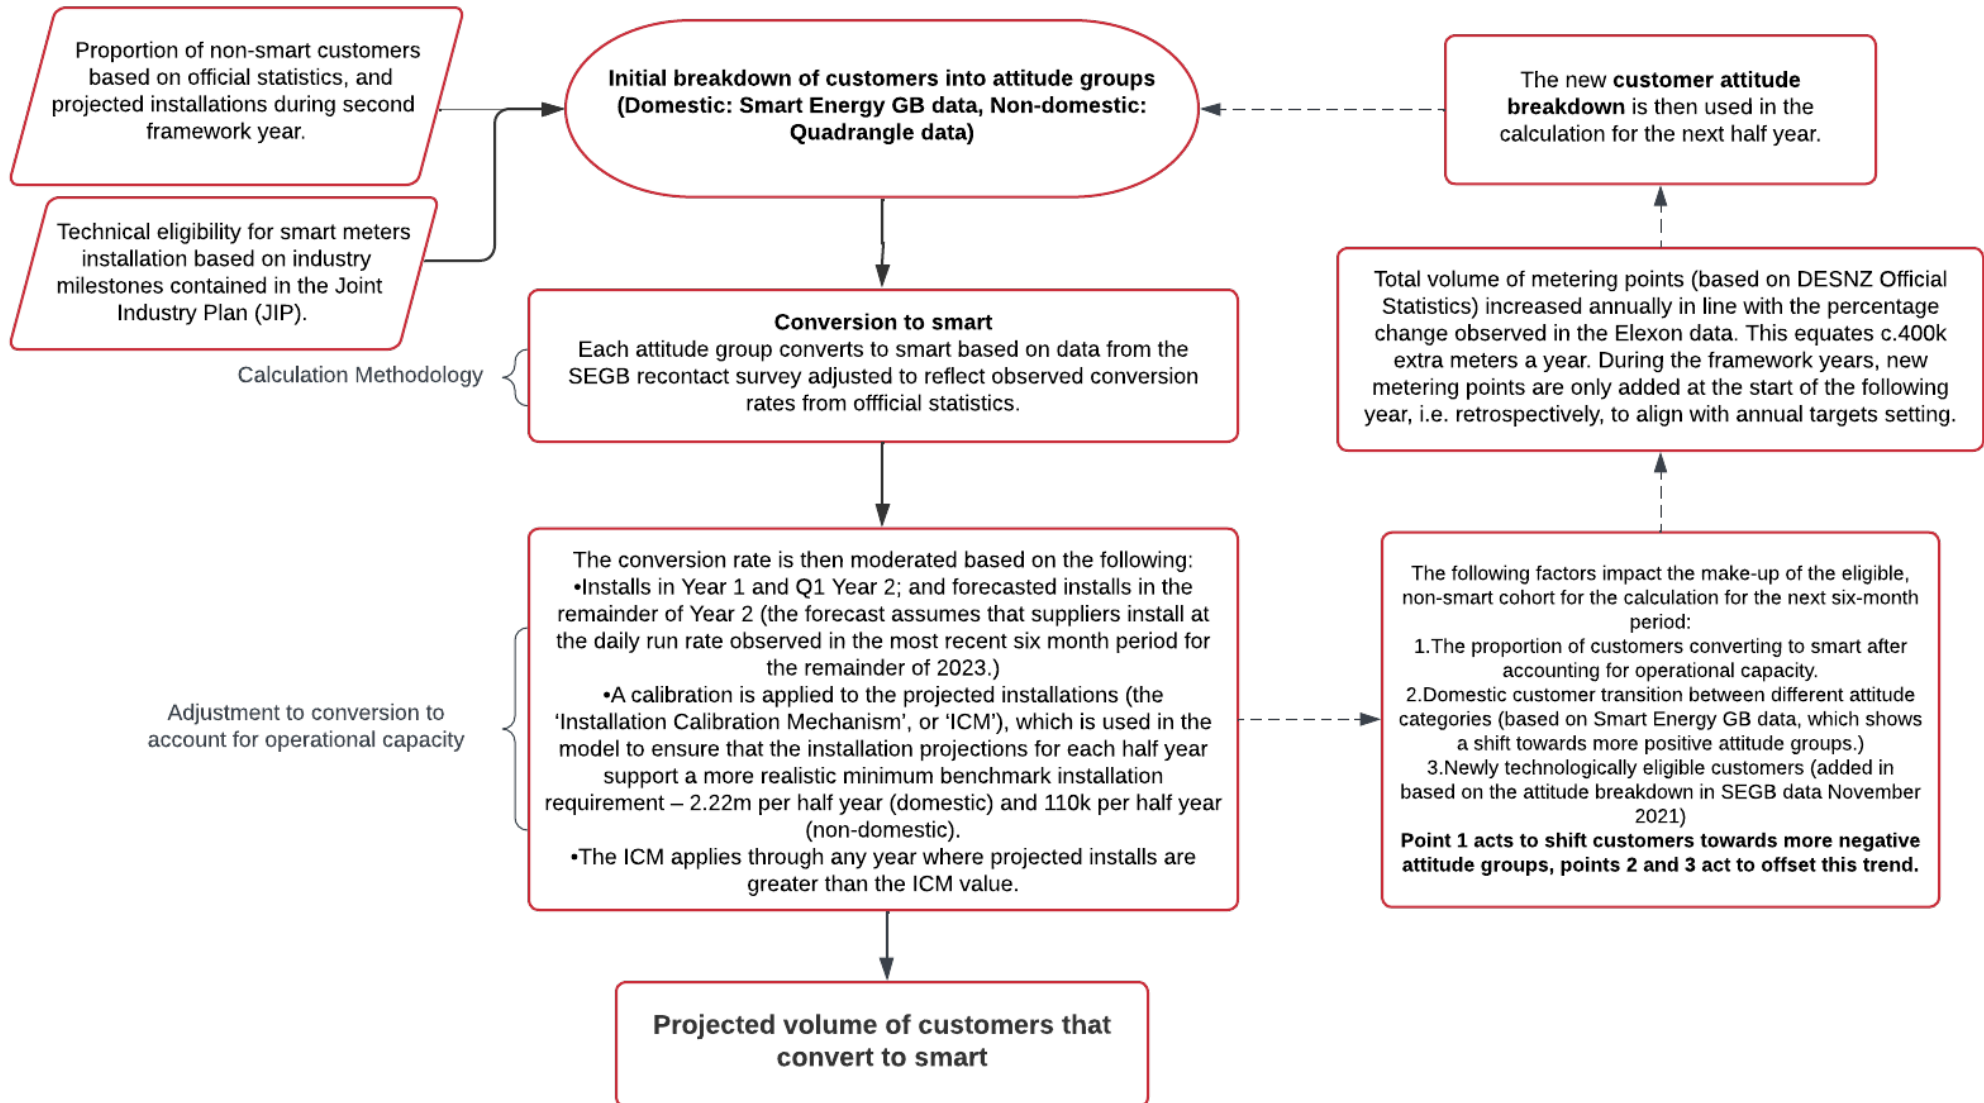 Proportion of non-smart customers
based on official statistics, and
projected installations during second
framework year.
Technical eligibility for smart meters
installation based on industry
milestones contained in the Joint
Industry Plan (JIP).
Initial breakdown of customers into attitude groups
(Domestic: Smart Energy GB data, Non-domestic:
Quadrangle data)
The new customer attitude
breakdown is then used in the
calculation for the next half year.
Conversion to smart
Each attitude group converts to smart based on data from the
SEGB recontact survey adjusted to reflect observed conversion
rates from offficial statistics.
Calculation Methodology
Total volume of metering points (based on DESNZ Official
Statistics) increased annually in line with the percentage
change observed in the Elexon data. This equates c.400k
extra meters a year. During the framework years, new
metering points are only added at the start of the following
year, i.e. retrospectively, to align with annual targets setting.
The conversion rate is then moderated based on the following:
•Installs in Year 1 and Q1 Year 2; and forecasted installs in the
remainder of Year 2 (the forecast assumes that suppliers install at
the daily run rate observed in the most recent six month period for
the remainder of 2023.)
•A calibration is applied to the projected installations (the
‘Installation Calibration Mechanism’, or ‘ICM’), which is used in the
model to ensure that the installation projections for each half year
support a more realistic minimum benchmark installation
requirement – 2.22m per half year (domestic) and 110k per half year
(non-domestic).
•The ICM applies through any year where projected installs are
greater than the ICM value.
Adjustment to conversion to
account for operational capacity
The following factors impact the make-up of the eligible,
non-smart cohort for the calculation for the next six-month
period:
1.The proportion of customers converting to smart after
accounting for operational capacity.
2.Domestic customer transition between different attitude
categories (based on Smart Energy GB data, which shows
a shift towards more positive attitude groups.)
3.Newly technologically eligible customers (added in
based on the attitude breakdown in SEGB data November
2021)
Point 1 acts to shift customers towards more negative
attitude groups, points 2 and 3 act to offset this trend.
Projected volume of customers that
convert to smart